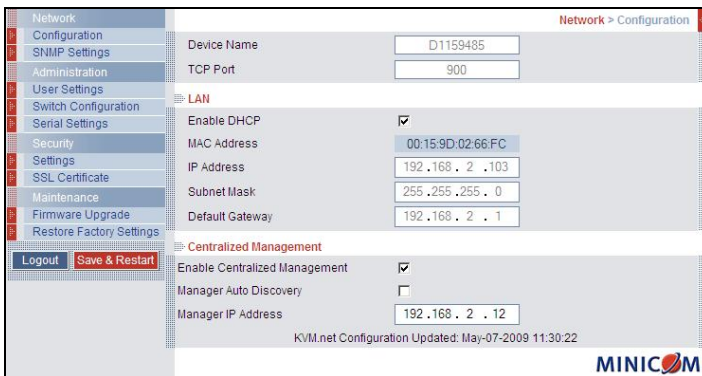 Network
Configuration
SNMP Settings
Administration
User Settings
Switch Configuration
Serial Settings
Security
Settings
SSL Certificate
Maintenance
Firmware Upgrade
Restore Factory Settings
Logout
Save & Restart
Network > Configuration
Device Name D1159485
TCP Port 900
LAN
Enable DHCP
MAC Address 00:15:9D:02:66:FC
IP Address 192.168. 2 .103
Subnet Mask 255.255.255. 0
Default Gateway 192.168. 2 . 1
Centralized Management
Enable Centralized Management
Manager Auto Discovery
Manager IP Address 192.168. 2 . 12
KVM.net Configuration Updated: May-07-2009 11:30:22
MINICOM